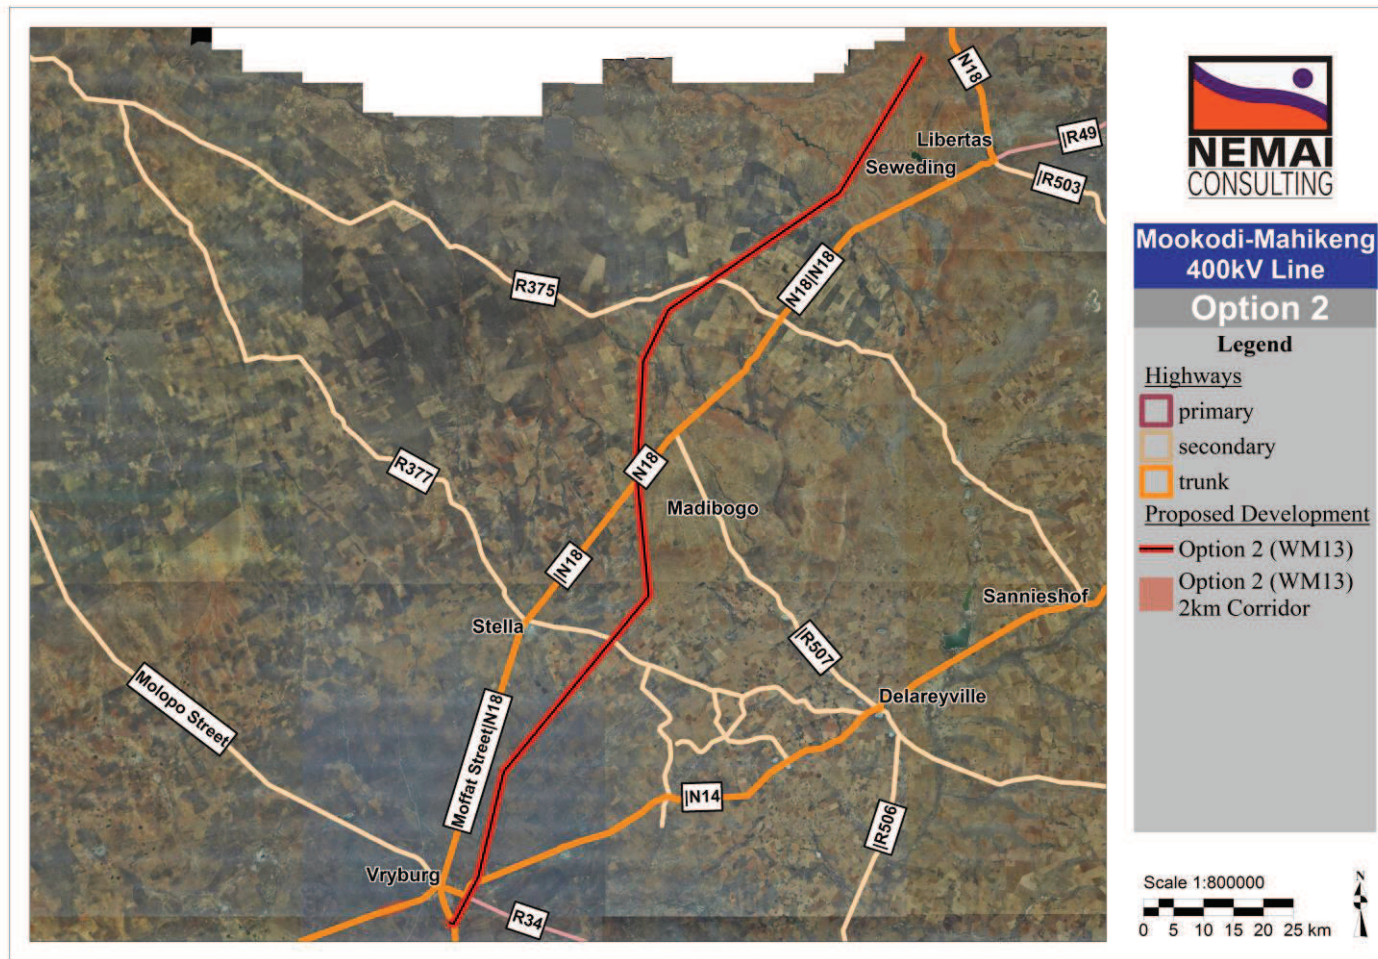 N18
Libertas
|R49
Seweding
|R503
N18|N18
R375
R377
N18
Madibogo
|N18
Sannieshof
Stella
|R507
Molopo Street
Moffat Street|N18
Delareyville
|N14
|R506
Vryburg
R34
NEMAI
CONSULTING
Mookodi-Mahikeng
400kV Line
Option 2
Legend
Highways
primary
secondary
trunk
Proposed Development
Option 2 (WM13)
Option 2 (WM13)
2km Corridor
Scale 1:800000
0 5 10 15 20 25 km
N